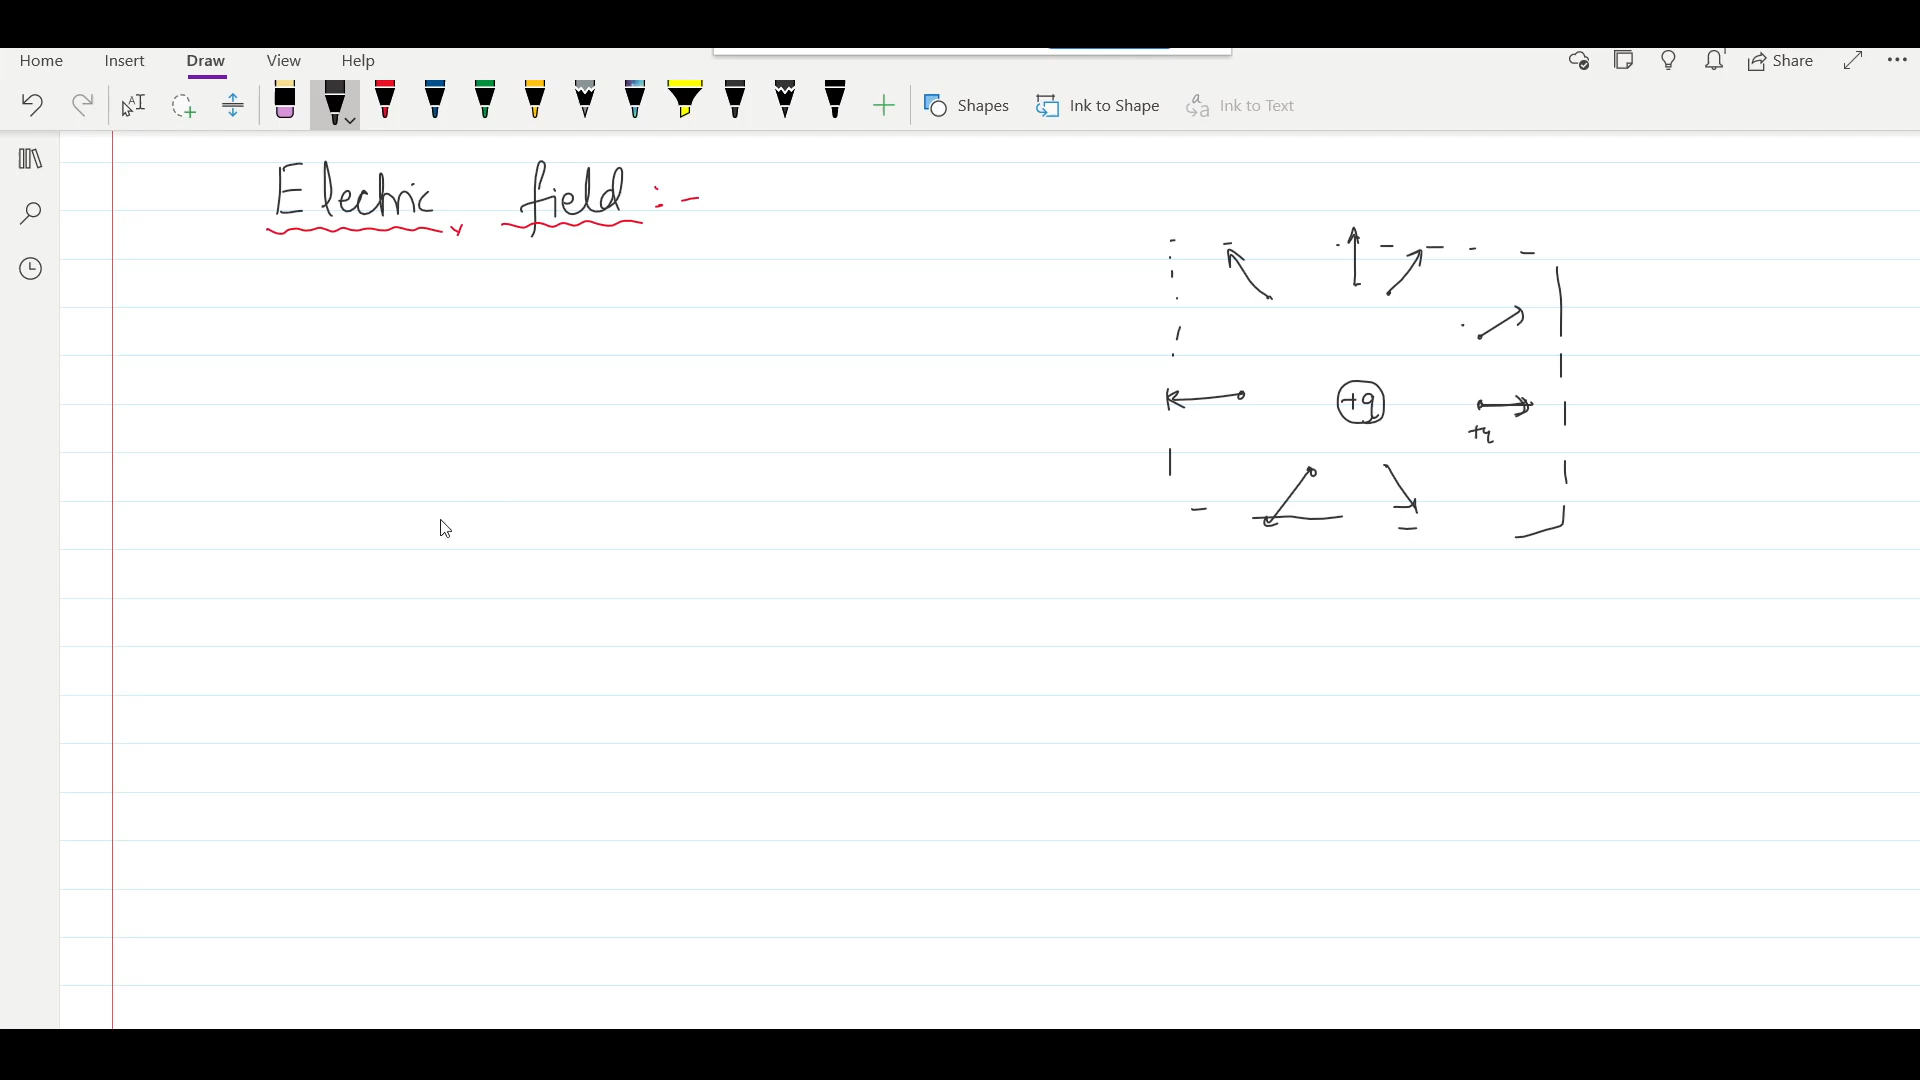 Home Insert Draw View Help Share
Shapes Ink to Shape Ink to Text
Electric field :-
+q
+q